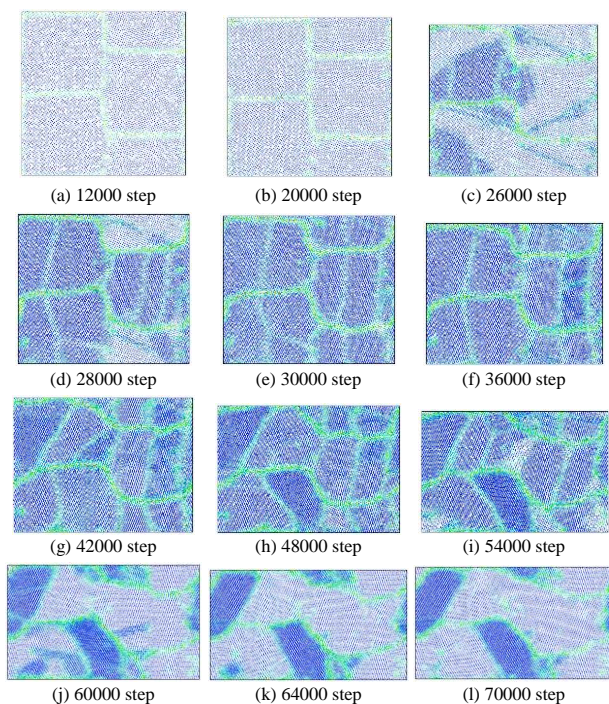 (a) 12000 step
(b) 20000 step
(c) 26000 step
(d) 28000 step
(e) 30000 step
(f) 36000 step
(g) 42000 step
(h) 48000 step
(i) 54000 step
(j) 60000 step
(k) 64000 step
(l) 70000 step